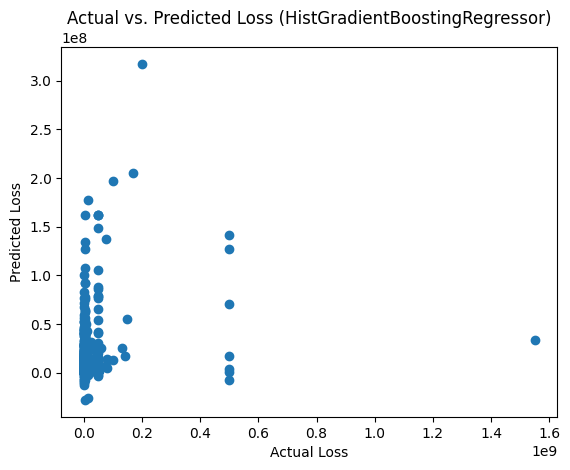 Actual vs. Predicted Loss (HistGradientBoostingRegressor)
1e8
3.0
2.5
2.0
1.5
1.0
0.5
0.0
Predicted Loss
0.0 0.2 0.4 0.6 0.8 1.0 1.2 1.4 1.6
1e9
Actual Loss